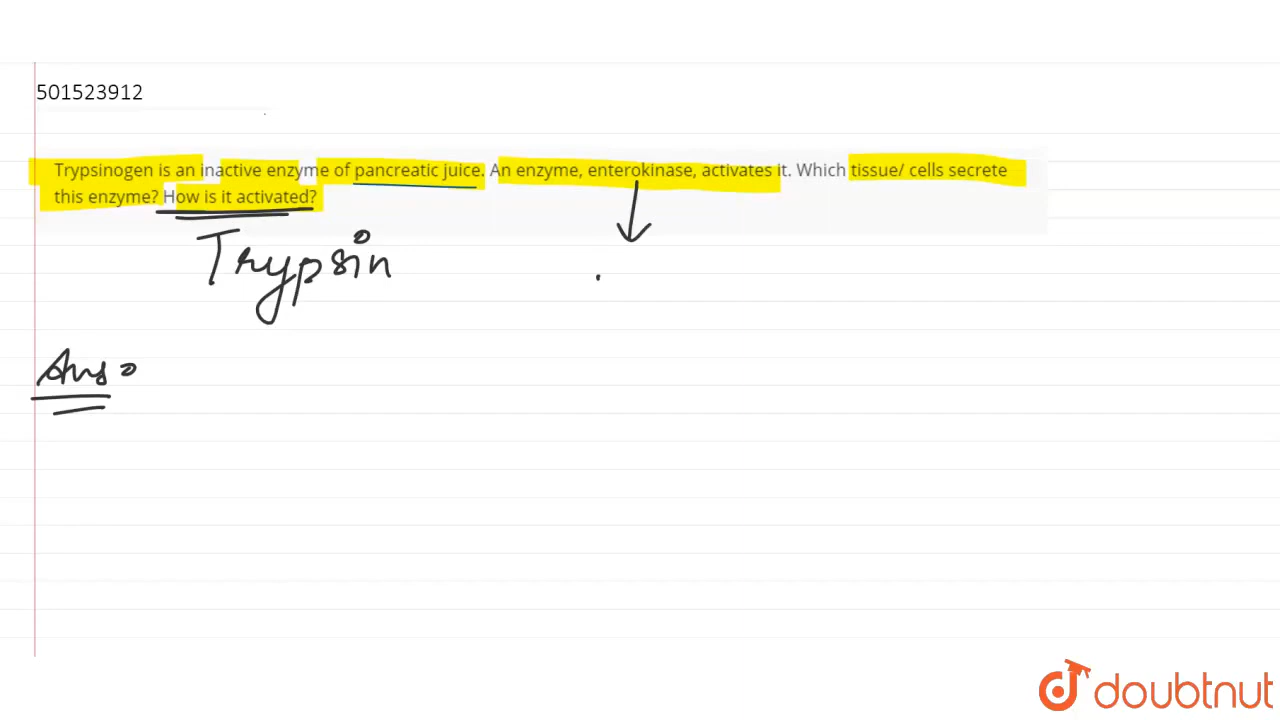 501523912
Trypsinogen is an inactive enzyme of pancreatic juice. An enzyme, enterokinase, activates it. Which tissue/ cells secrete
this enzyme? How is it activated?
Trypsin
Ans
doubtnut